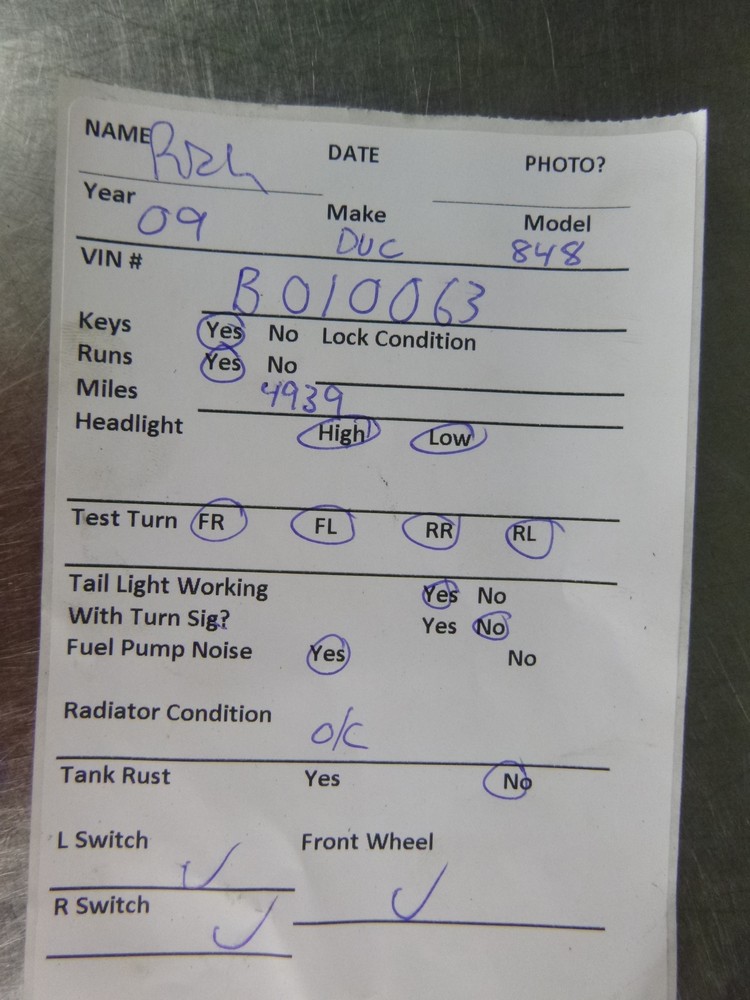 NAME Rich DATE PHOTO?
Year 09 Make DUC Model 848
VIN # B010063
Keys Yes No Lock Condition
Runs Yes No
Miles 4939
Headlight High Low
Test Turn FR FL RR RL
Tail Light Working Yes No
With Turn Sig? Yes No
Fuel Pump Noise Yes No
Radiator Condition O/C
Tank Rust Yes No
L Switch ✓ Front Wheel ✓
R Switch ✓